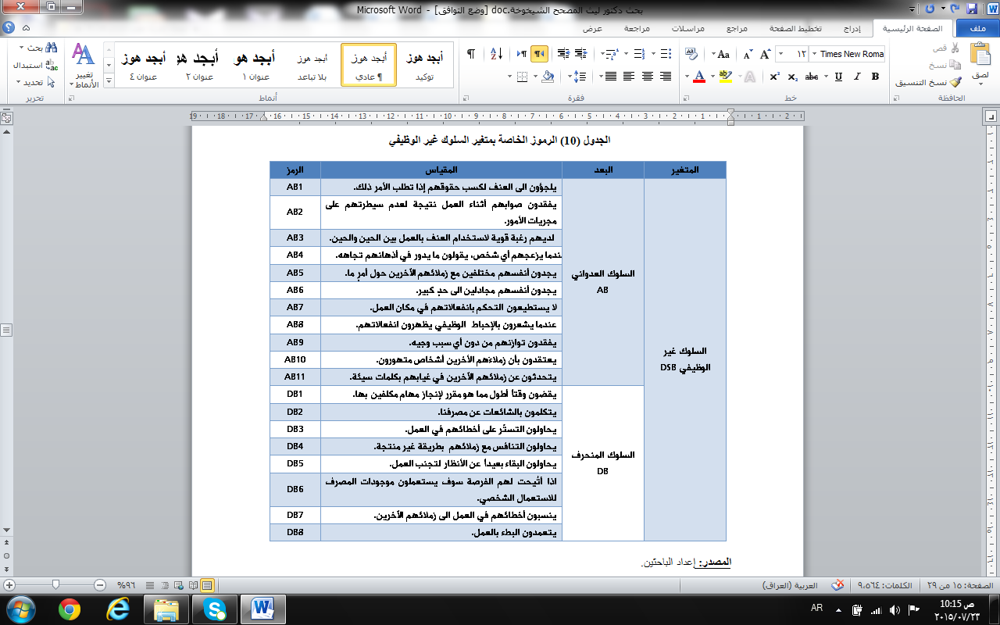 بحث دكتور ليث المصحح الشيخوخة.doc [وضع التوافق] - Microsoft Word
ملف
الصفحة الرئيسية
إدراج
تخطيط الصفحة
مراجع
مراسلات
مراجعة
عرض
لصق
قص
نسخ
نسخ التنسيق
الحافظة
Times New Roma
١٢
خط
فقرة
أبجد هوز
توكيد
أبجد هوز
¶ عادي
أبجد هوز
بلا تباعد
أبجد هو
عنوان ١
أبجد هو
عنوان ٢
أبجد هوز
عنوان ٤
تغيير
الأنماط
أنماط
بحث
استبدال
تحديد
تحرير
الجدول (10) الرموز الخاصة بمتغير السلوك غير الوظيفي
المتغير البعد المقياس الرمز
السلوك غير
الوظيفي DSB
السلوك العدواني
AB
يلجؤون الى العنف لكسب حقوقهم إذا تطلب الأمر ذلك. AB1
يفقدون صوابهم أثناء العمل نتيجة لعدم سيطرتهم على
مجريات الأمور. AB2
لديهم رغبة قوية لاستخدام العنف بالعمل بين الحين والحين. AB3
عندما يزعجهم أي شخص، يقولون ما يدور في أذهانهم تجاهه. AB4
يجدون أنفسهم مختلفين مع زملائهم الآخرين حول أمرٍ ما. AB5
يجدون أنفسهم مجادلين الى حدٍ كبير. AB6
لا يستطيعون التحكم بانفعالاتهم في مكان العمل. AB7
عندما يشعرون بالإحباط الوظيفي يظهرون انفعالاتهم. AB8
يفقدون توازنهم من دون أي سبب وجيه. AB9
يعتقدون بأن زملاءهم الأخرين أشخاص متهورون. AB10
يتحدثون عن زملائهم الأخرين في غيابهم بكلمات سيئة. AB11
السلوك المنحرف
DB
يقضون وقتاً أطول مما هو مقرر لإنجاز مهام مكلفين بها. DB1
يتكلمون بالشائعات عن مصرفنا. DB2
يحاولون التستّر على أخطائهم في العمل. DB3
يحاولون التنافس مع زملائهم بطريقة غير منتجة. DB4
يحاولون البقاء بعيداً عن الأنظار لتجنب العمل. DB5
اذا أتُيحت لهم الفرصة سوف يستعملون موجودات المصرف
للاستعمال الشخصي. DB6
ينسبون أخطائهم في العمل الى زملائهم الآخرين. DB7
يتعمدون البطء بالعمل. DB8
المصدر: إعداد الباحثين.
الصفحة: ١٥ من ٢٩
الكلمات: ٩،٥٦٤
العربية (العراق)
٩٦%
AR
10:15 ص
٢٠١٥/٠٧/٢٣